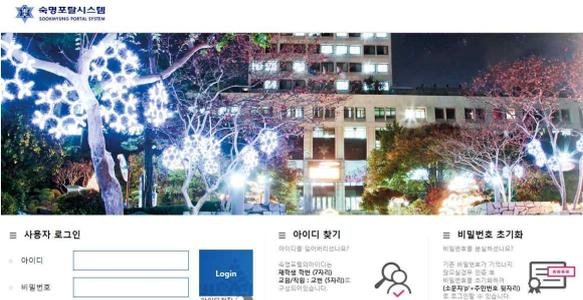 숙명포탈시스템
SOOKMYUNG PORTAL SYSTEM
사용자 로그인
아이디
비밀번호
Login
아이디 찾기
아이디를 잊어버리셨나요?
숙명포털의아이디는
재학생 학번 (7자리)
교원/직원 : 교번 (5자리)로
구성되어있습니다.
비밀번호 초기화
비밀번호를 분실하셨나요?
기존 비밀번호가 기억나지
않으실경우 인증 후
비밀번호를 초기화하여
(소문자'p'+주민번호 뒷자리)
로 로그인할 수 있습니다.